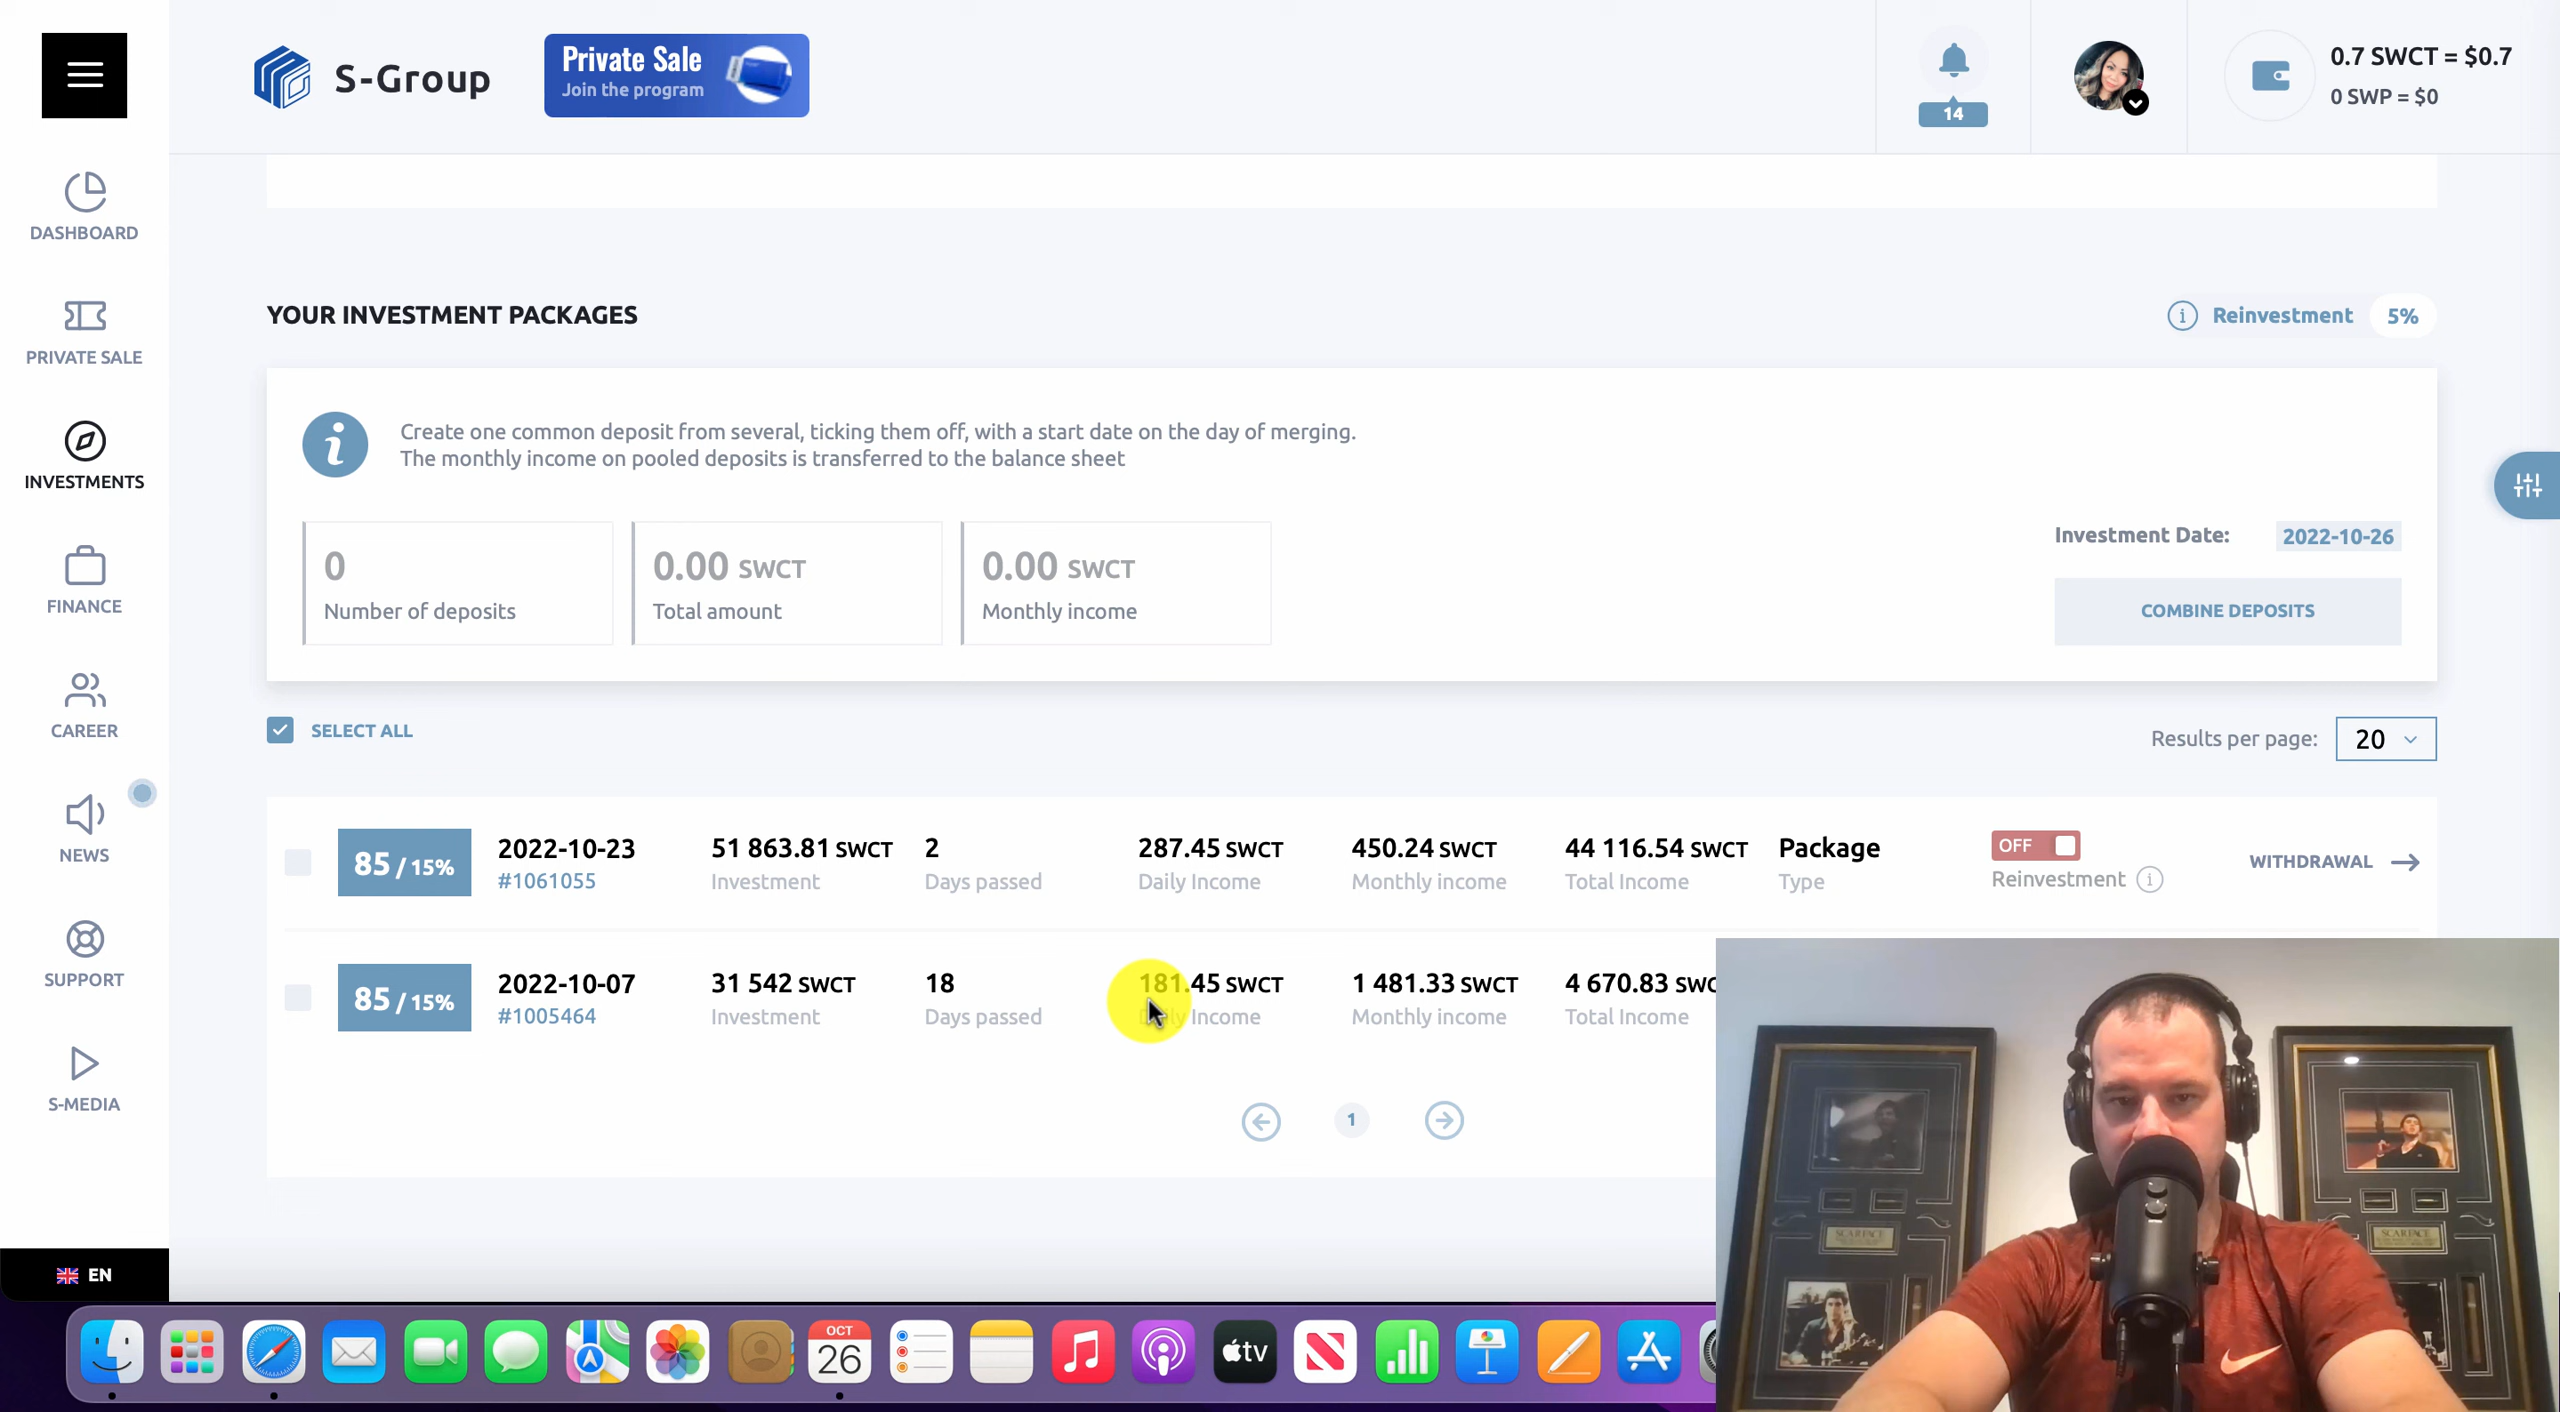 S-Group
Private Sale
Join the program
14
0.7 SWCT = $0.7
0 SWP = $0
DASHBOARD
PRIVATE SALE
INVESTMENTS
FINANCE
CAREER
NEWS
SUPPORT
S-MEDIA
EN
YOUR INVESTMENT PACKAGES
Reinvestment 5%
Create one common deposit from several, ticking them off, with a start date on the day of merging.
The monthly income on pooled deposits is transferred to the balance sheet
0
Number of deposits
0.00 SWCT
Total amount
0.00 SWCT
Monthly income
Investment Date: 2022-10-26
COMBINE DEPOSITS
SELECT ALL
Results per page: 20
85 / 15%
2022-10-23
#1061055
51 863.81 SWCT
Investment
2
Days passed
287.45 SWCT
Daily Income
450.24 SWCT
Monthly income
44 116.54 SWCT
Total Income
Package
Type
OFF
Reinvestment
WITHDRAWAL
85 / 15%
2022-10-07
#1005464
31 542 SWCT
Investment
18
Days passed
181.45 SWCT
Daily Income
1 481.33 SWCT
Monthly income
4 670.83 SWC
Total Income
1
OCT
26
tv
SCARFACE
SCARFACE